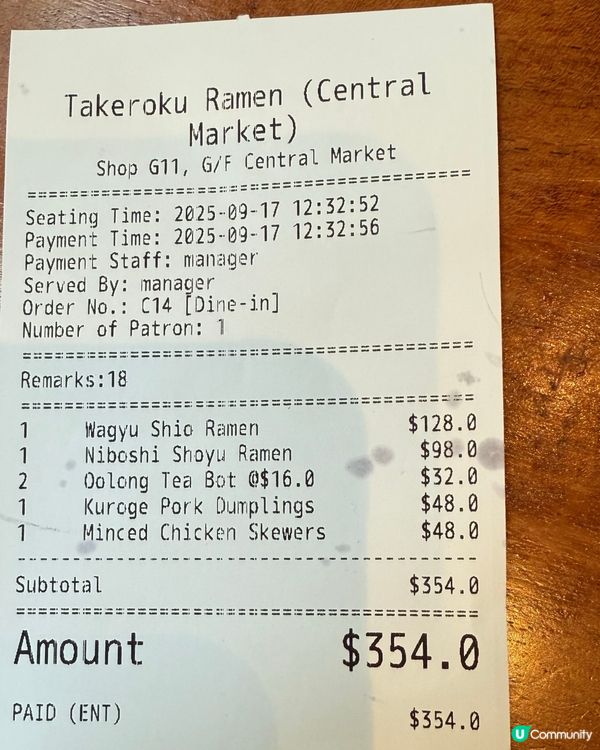 Takeroku Ramen (Central
Market)
Shop G11, G/F Central Market
Seating Time: 2025-09-17 12:32:52
Payment Time: 2025-09-17 12:32:56
Payment Staff: manager
Served By: manager
Order No.: C14 [Dine-in]
Number of Patron: 1
Remarks:18
1 Wagyu Shio Ramen $128.0
1 Niboshi Shoyu Ramen $98.0
2 Oolong Tea Bot @$16.0 $32.0
1 Kuroge Pork Dumplings $48.0
1 Minced Chicken Skewers $48.0
Subtotal $354.0
Amount $354.0
PAID (ENT) $354.0
U Community